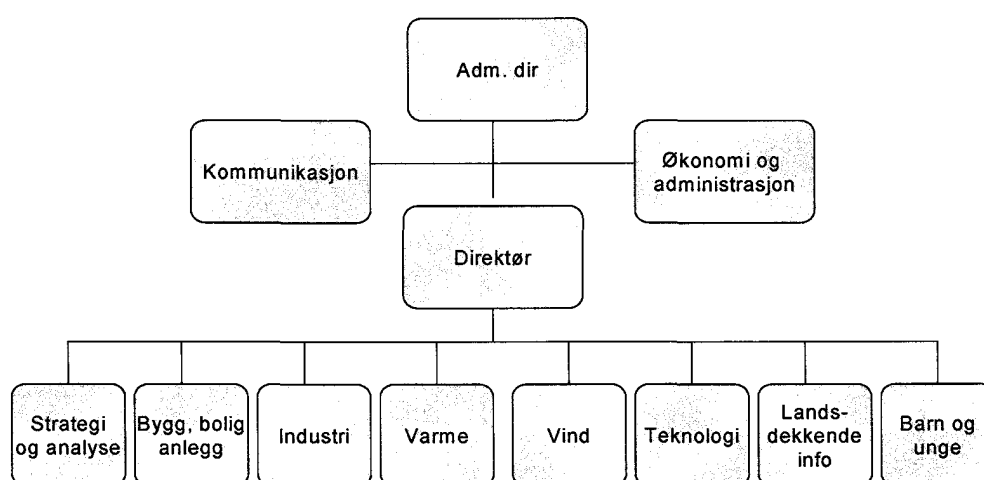 Adm. dir
Kommunikasjon
Økonomi og
administrasjon
Direktør
Strategi
og analyse
Bygg, bolig
anlegg
Industri
Varme
Vind
Teknologi
Lands-
dekkende
info
Barn og
unge